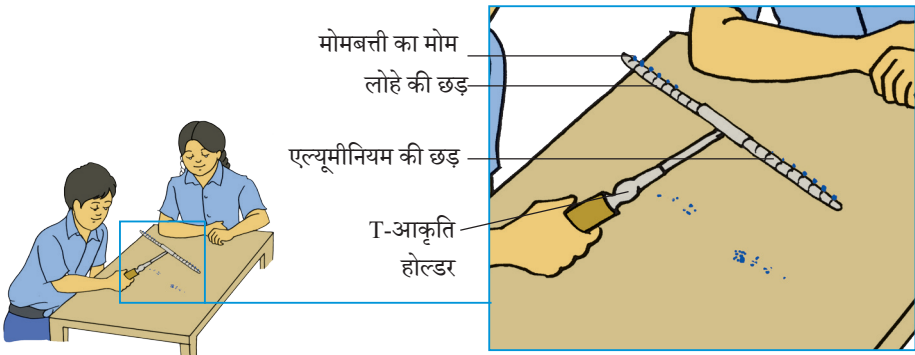 मोमबत्ती का मोम
लोहे की छड़
एल्यूमीनियम की छड़
T-आकृति
होल्डर